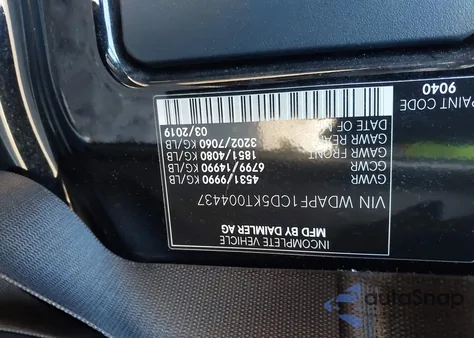 INCOMPLETE VEHICLE
MFD BY DAIMLER AG
VIN WDAPF1CD5KT004437
GVWR 4531/9990 KG/LB
GCWR 6799/14990 KG/LB
GAWR FRONT 1851/4080 KG/LB
GAWR REAR 3202/7060 KG/LB
DATE OF 03/2019
PAINT CODE
9040
autoSnap